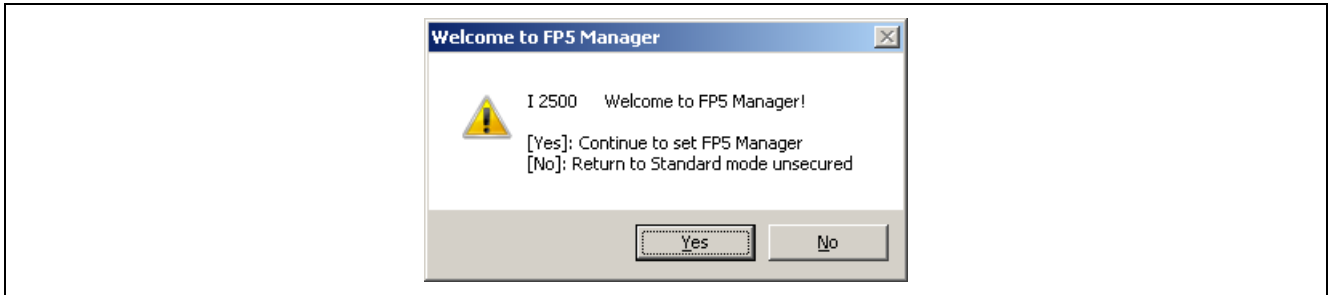 Welcome to FP5 Manager
I 2500 Welcome to FP5 Manager!
[Yes]: Continue to set FP5 Manager
[No]: Return to Standard mode unsecured
Yes
No